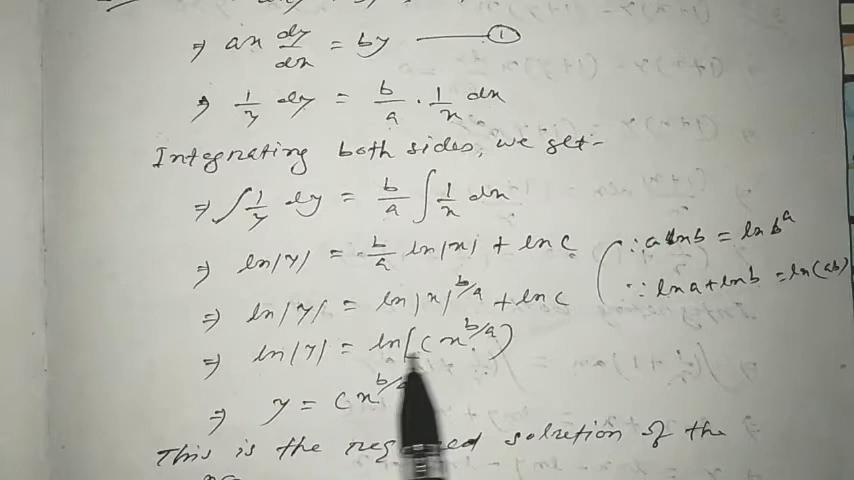 ⇒ ax dy/dx = by ——— ①
⇒ 1/y dy = b/a · 1/x dx
Integrating both sides, we get:-
⇒ ∫ 1/y dy = b/a ∫ 1/x dx
⇒ ln|y| = b/a ln|x| + ln c
∵ a ln b = ln b^a
⇒ ln|y| = ln|x|^b/a + ln c
∵ ln a + ln b = ln(ab)
⇒ ln|y| = ln(c x^b/a)
⇒ y = c x^b/a
This is the required solution of the